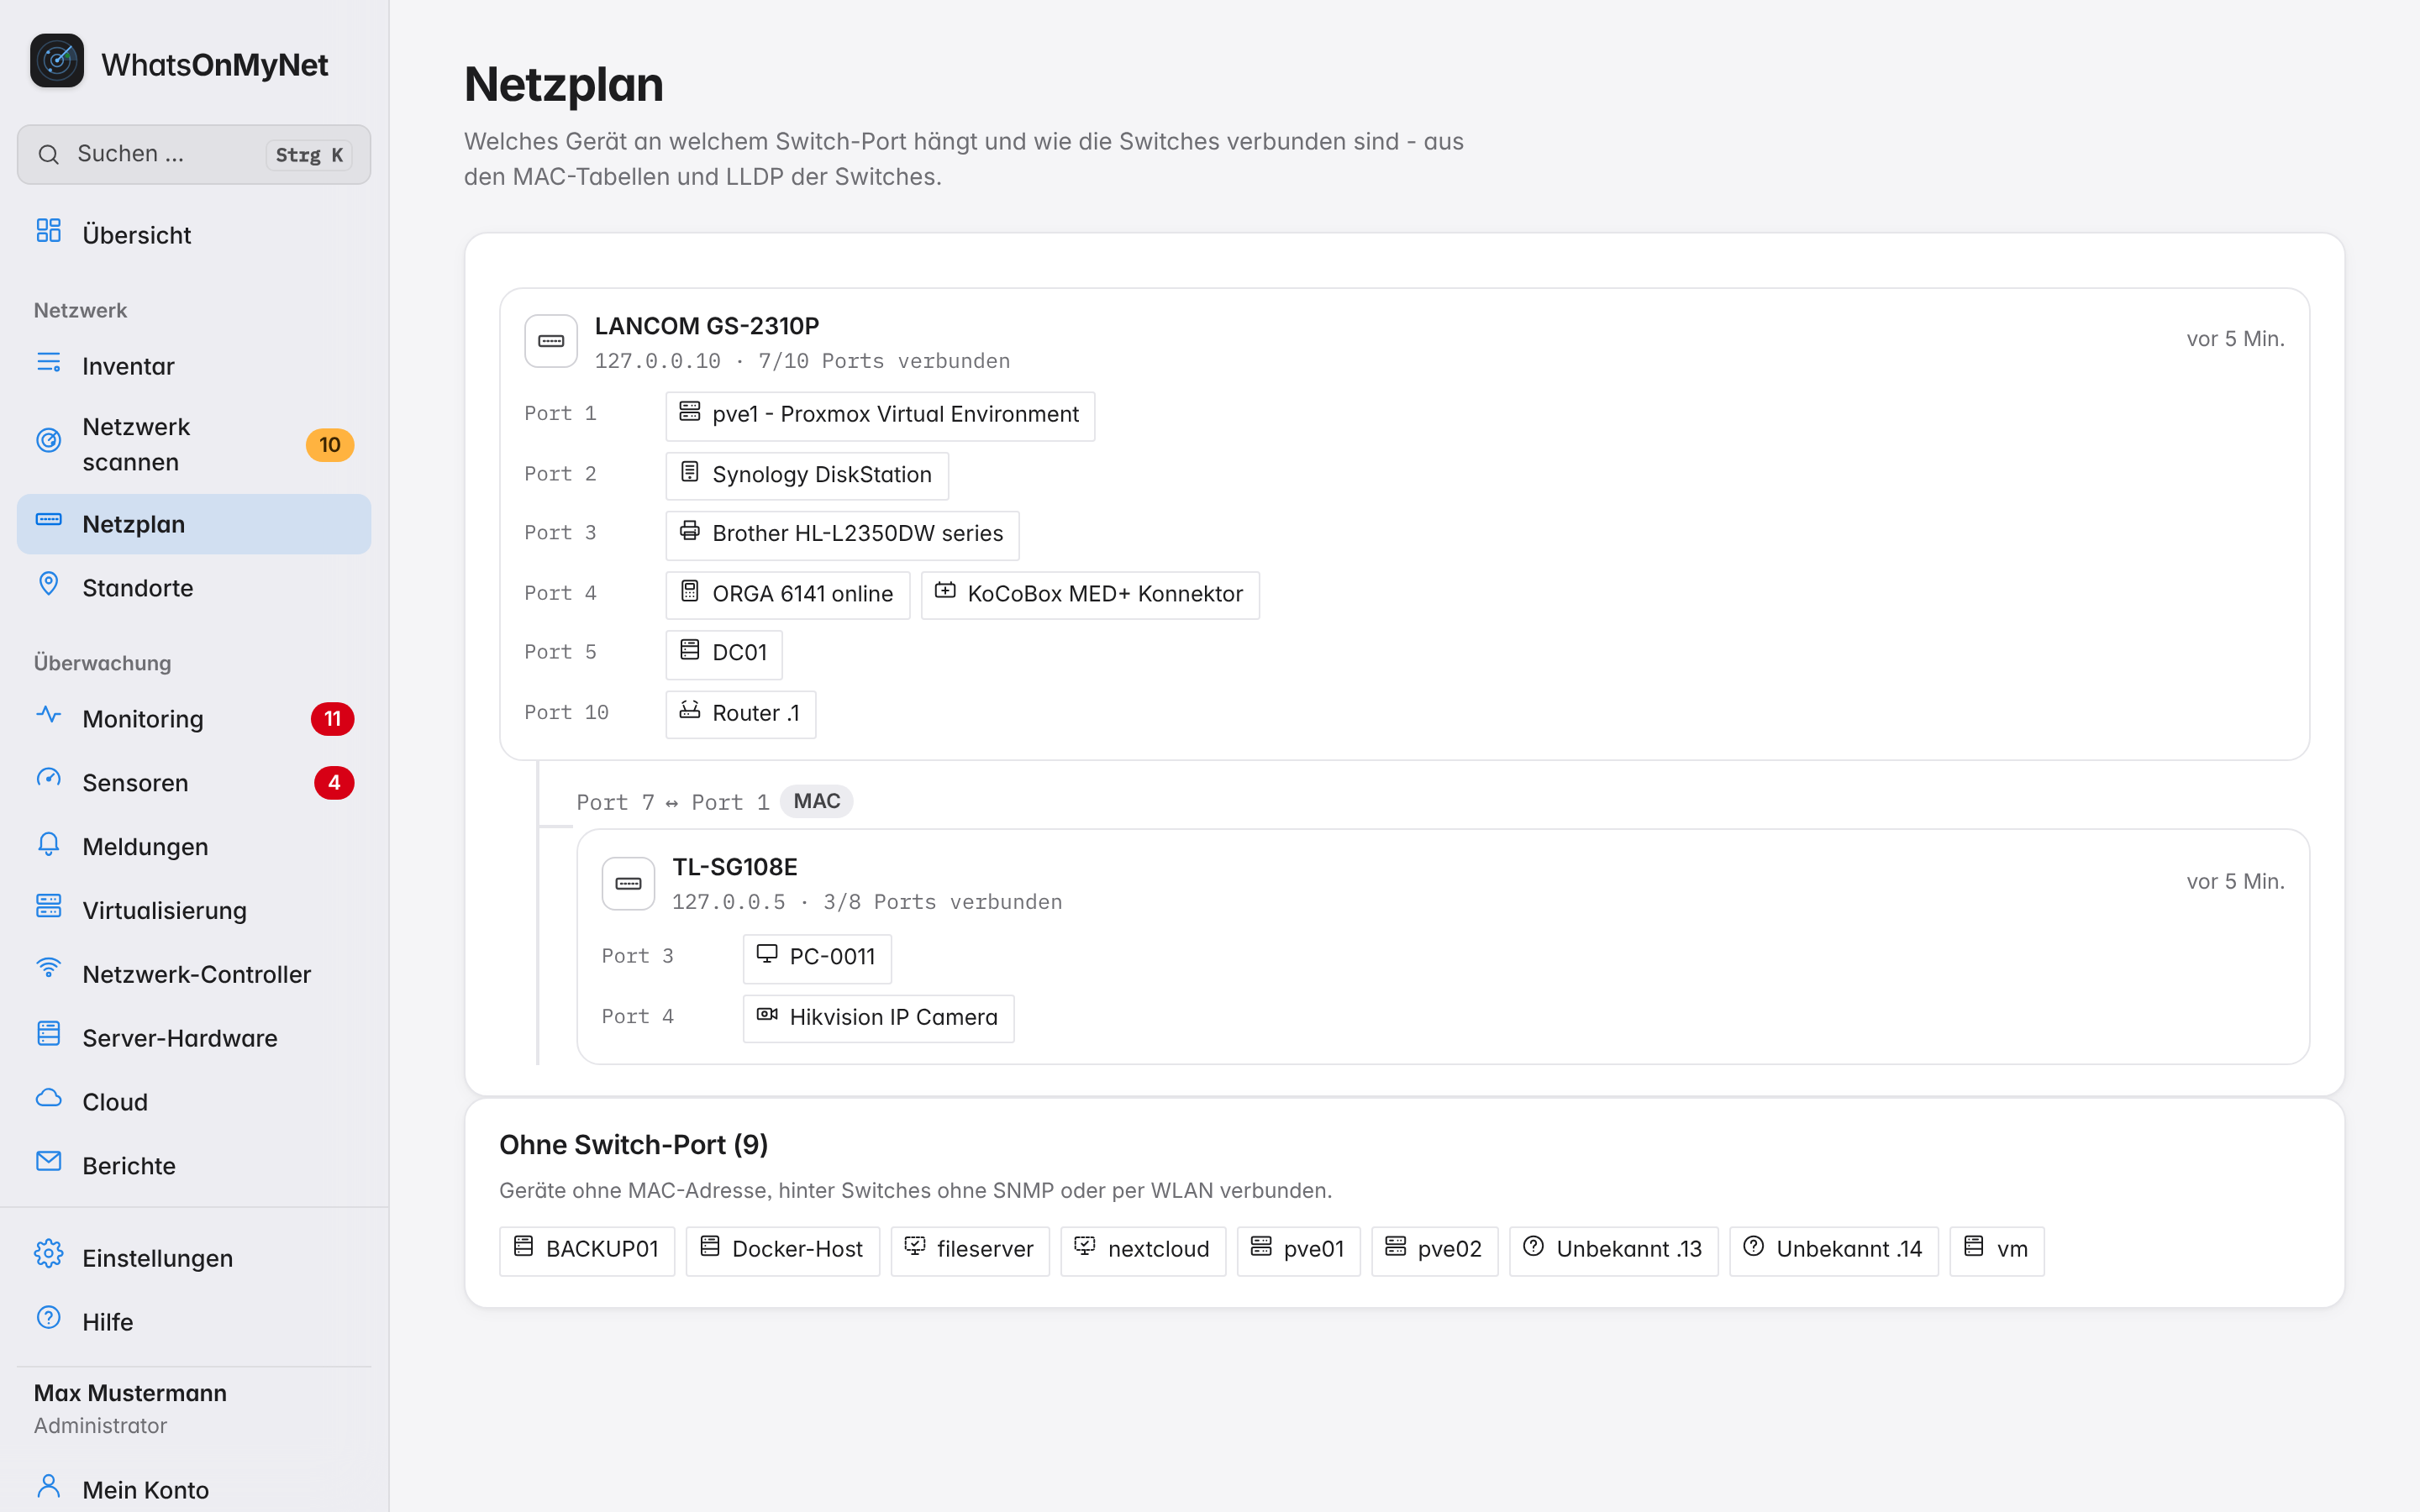 WhatsOnMyNet
Suchen ... Strg K
Übersicht
Netzwerk
Inventar
Netzwerk
scannen
10
Netzplan
Standorte
Überwachung
Monitoring 11
Sensoren 4
Meldungen
Virtualisierung
Netzwerk-Controller
Server-Hardware
Cloud
Berichte
Einstellungen
Hilfe
Max Mustermann
Administrator
Mein Konto
Netzplan
Welches Gerät an welchem Switch-Port hängt und wie die Switches verbunden sind - aus
den MAC-Tabellen und LLDP der Switches.
LANCOM GS-2310P
127.0.0.10 · 7/10 Ports verbunden
vor 5 Min.
Port 1 pve1 - Proxmox Virtual Environment
Port 2 Synology DiskStation
Port 3 Brother HL-L2350DW series
Port 4 ORGA 6141 online KoCoBox MED+ Konnektor
Port 5 DC01
Port 10 Router .1
Port 7 ↔ Port 1 MAC
TL-SG108E
127.0.0.5 · 3/8 Ports verbunden
vor 5 Min.
Port 3 PC-0011
Port 4 Hikvision IP Camera
Ohne Switch-Port (9)
Geräte ohne MAC-Adresse, hinter Switches ohne SNMP oder per WLAN verbunden.
BACKUP01 Docker-Host fileserver nextcloud pve01 pve02 Unbekannt .13 Unbekannt .14 vm